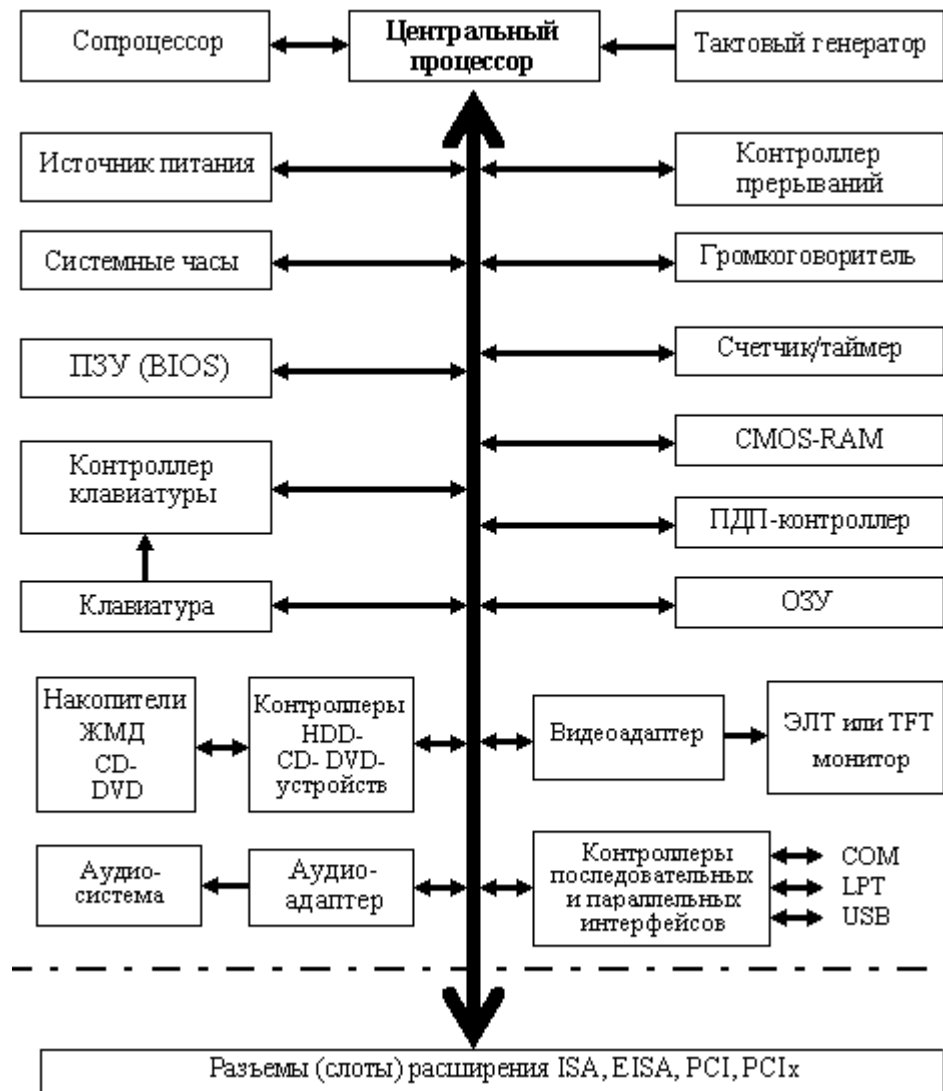 Сопроцессор
Центральный
процессор
Тактовый генератор
Источник питания
Контроллер
прерываний
Системные часы
Громкоговоритель
ПЗУ (BIOS)
Счетчик/таймер
Контроллер
клавиатуры
CMOS-RAM
ПДП-контроллер
Клавиатура
ОЗУ
Накопители
ЖМД
CD-
DVD
Контроллеры
HDD-
CD- DVD-
устройств
Видеоадаптер
ЭЛТ или TFT
монитор
Аудио-
система
Аудио-
адаптер
Контроллеры
последовательных
и параллельных
интерфейсов
COM
LPT
USB
Разъемы (слоты) расширения ISA, EISA, PCI, PCIx